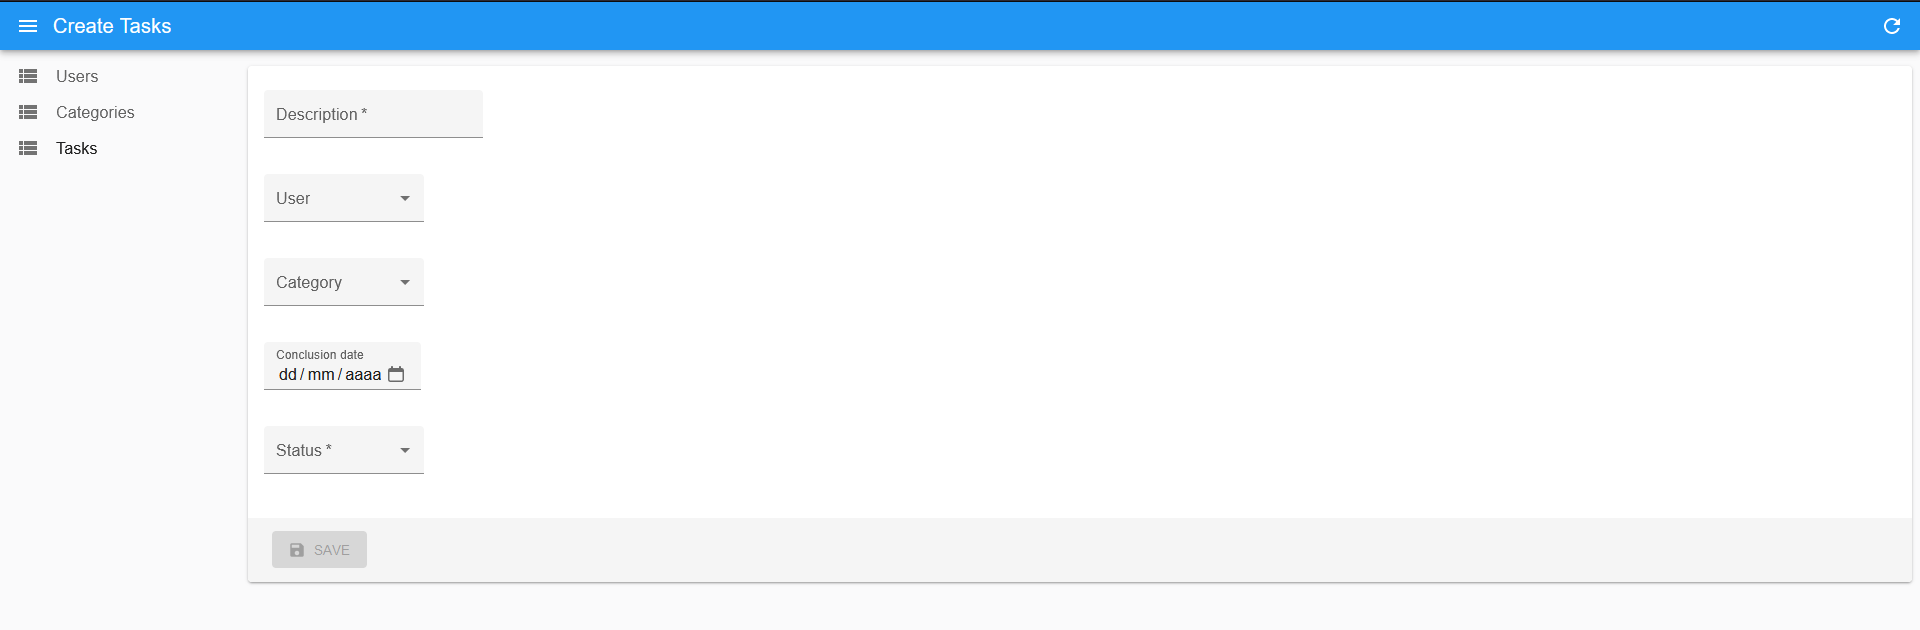 Create Tasks
Users
Categories
Tasks
Description *
User
Category
Conclusion date
dd/mm/aaaa
Status *
SAVE